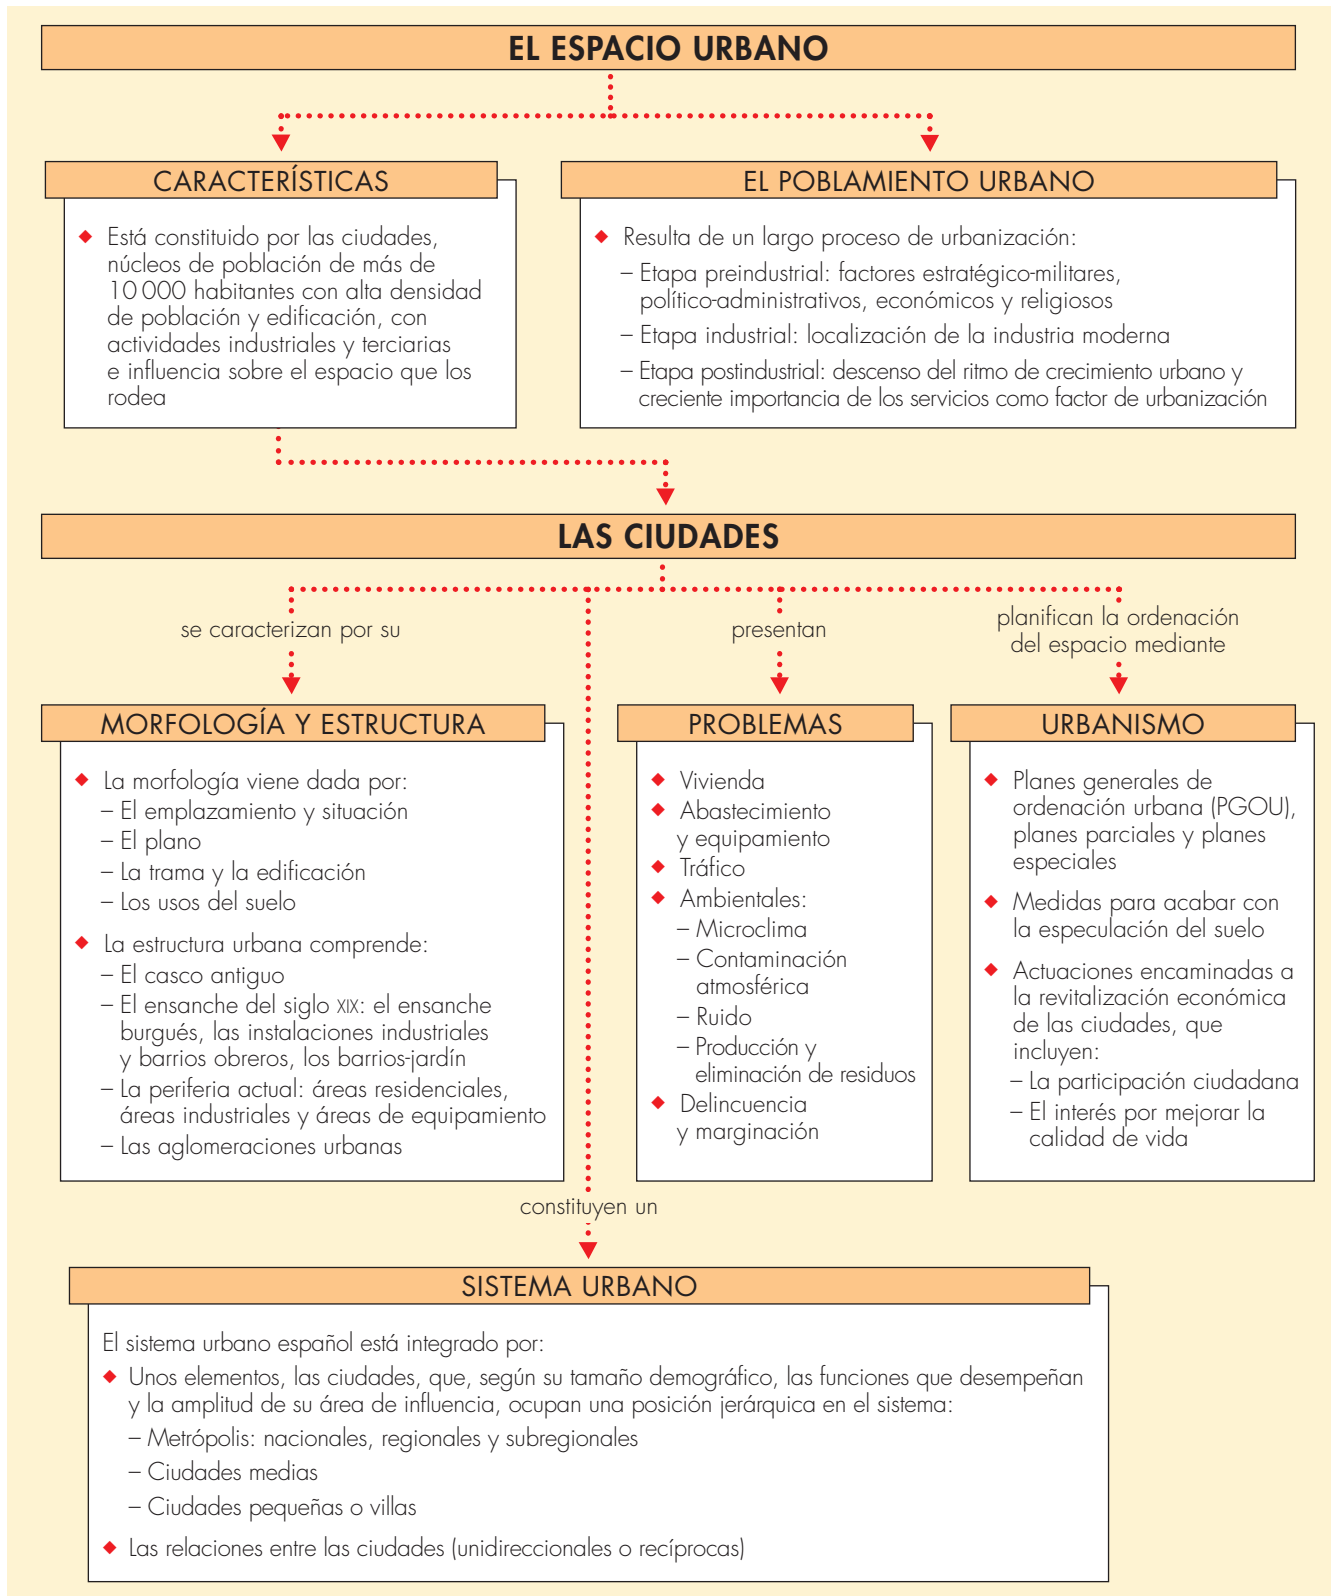 EL ESPACIO URBANO
CARACTERÍSTICAS
◆ Está constituido por las ciudades,
núcleos de población de más de
10 000 habitantes con alta densidad
de población y edificación, con
actividades industriales y terciarias
e influencia sobre el espacio que los
rodea
EL POBLAMIENTO URBANO
◆ Resulta de un largo proceso de urbanización:
– Etapa preindustrial: factores estratégico-militares,
político-administrativos, económicos y religiosos
– Etapa industrial: localización de la industria moderna
– Etapa postindustrial: descenso del ritmo de crecimiento urbano y
creciente importancia de los servicios como factor de urbanización
LAS CIUDADES
se caracterizan por su
presentan
planifican la ordenación
del espacio mediante
MORFOLOGÍA Y ESTRUCTURA
◆ La morfología viene dada por:
– El emplazamiento y situación
– El plano
– La trama y la edificación
– Los usos del suelo
◆ La estructura urbana comprende:
– El casco antiguo
– El ensanche del siglo XIX: el ensanche
burgués, las instalaciones industriales
y barrios obreros, los barrios-jardín
– La periferia actual: áreas residenciales,
áreas industriales y áreas de equipamiento
– Las aglomeraciones urbanas
PROBLEMAS
◆ Vivienda
◆ Abastecimiento
y equipamiento
◆ Tráfico
◆ Ambientales:
– Microclima
– Contaminación
atmosférica
– Ruido
– Producción y
eliminación de residuos
◆ Delincuencia
y marginación
URBANISMO
◆ Planes generales de
ordenación urbana (PGOU),
planes parciales y planes
especiales
◆ Medidas para acabar con
la especulación del suelo
◆ Actuaciones encaminadas a
la revitalización económica
de las ciudades, que
incluyen:
– La participación ciudadana
– El interés por mejorar la
calidad de vida
constituyen un
SISTEMA URBANO
El sistema urbano español está integrado por:
◆ Unos elementos, las ciudades, que, según su tamaño demográfico, las funciones que desempeñan
y la amplitud de su área de influencia, ocupan una posición jerárquica en el sistema:
– Metrópolis: nacionales, regionales y subregionales
– Ciudades medias
– Ciudades pequeñas o villas
◆ Las relaciones entre las ciudades (unidireccionales o recíprocas)